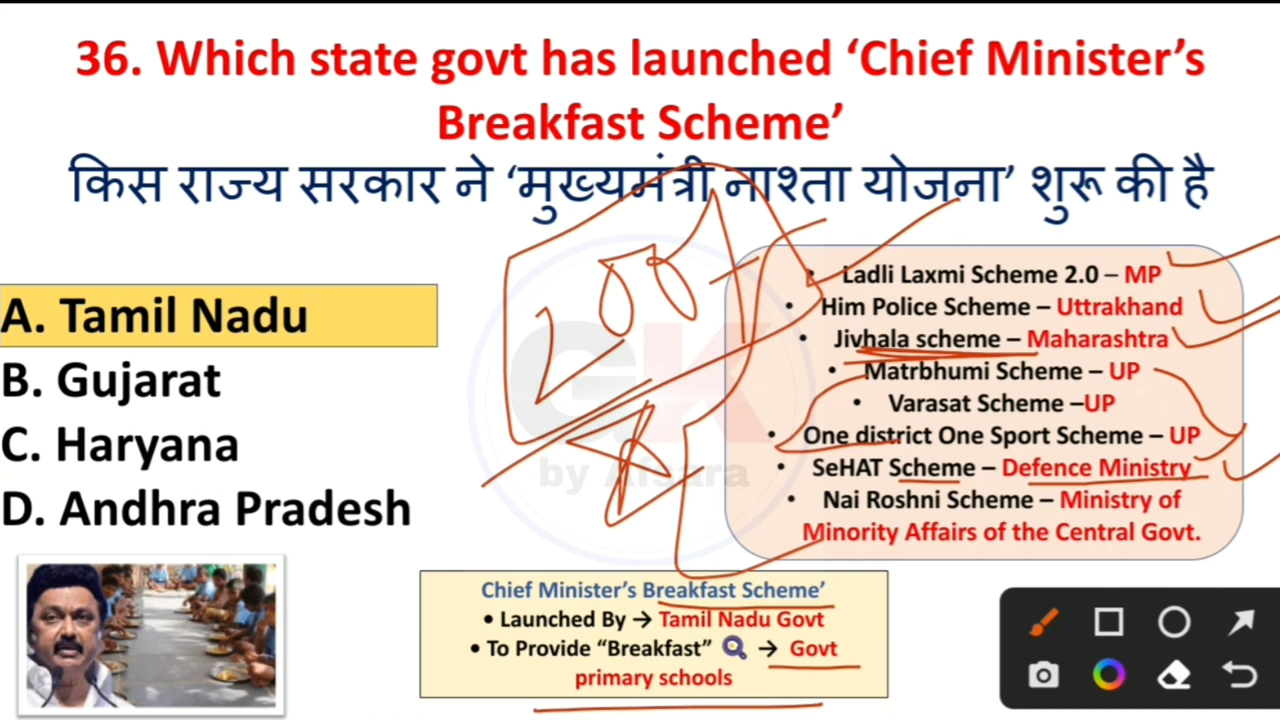 36. Which state govt has launched ‘Chief Minister’s
Breakfast Scheme’
किस राज्य सरकार ने ‘मुख्यमंत्री नाश्ता योजना’ शुरू की है
A. Tamil Nadu
B. Gujarat
C. Haryana
D. Andhra Pradesh
GK
by Afsara
• Ladli Laxmi Scheme 2.0 – MP
• Him Police Scheme – Uttrakhand
• Jivhala scheme – Maharashtra
• Matrbhumi Scheme – UP
• Varasat Scheme –UP
• One district One Sport Scheme – UP
• SeHAT Scheme – Defence Ministry
• Nai Roshni Scheme – Ministry of
Minority Affairs of the Central Govt.
Chief Minister’s Breakfast Scheme’
• Launched By → Tamil Nadu Govt
• To Provide “Breakfast” → Govt
primary schools